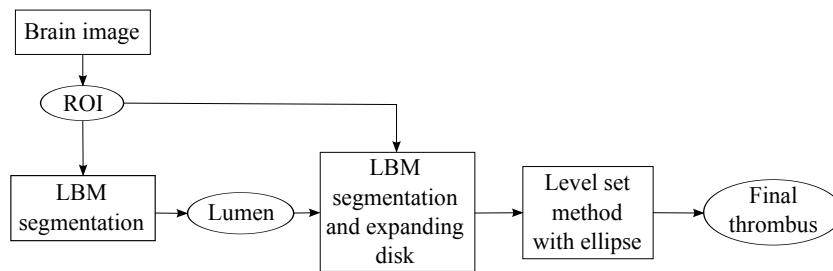 Brain image
ROI
LBM
segmentation
Lumen
LBM
segmentation
and expanding
disk
Level set
method
with ellipse
Final
thrombus